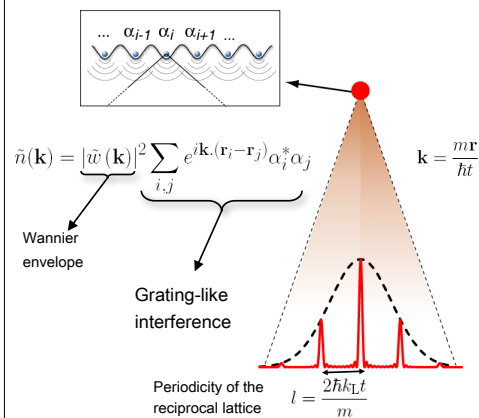 ... α_{i-1} α_i α_{i+1} ...
ñ(k) = |w̃(k)|² ∑_{i,j} e^{ik.(r_i−r_j)} α_i^* α_j
k = mr/ħt
Wannier
envelope
Grating-like
interference
Periodicity of the
reciprocal lattice
l = 2ħk_L t/m